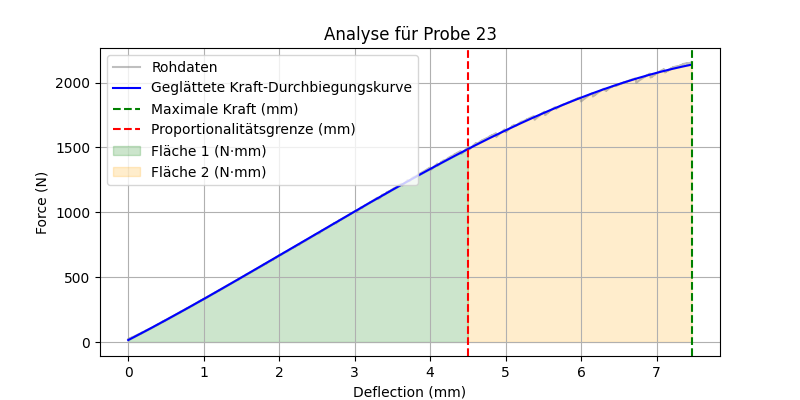 Analyse für Probe 23
Rohdaten
Geglättete Kraft-Durchbiegungskurve
Maximale Kraft (mm)
Proportionalitätsgrenze (mm)
Fläche 1 (N·mm)
Fläche 2 (N·mm)
Force (N)
2000
1500
1000
500
0
0 1 2 3 4 5 6 7
Deflection (mm)